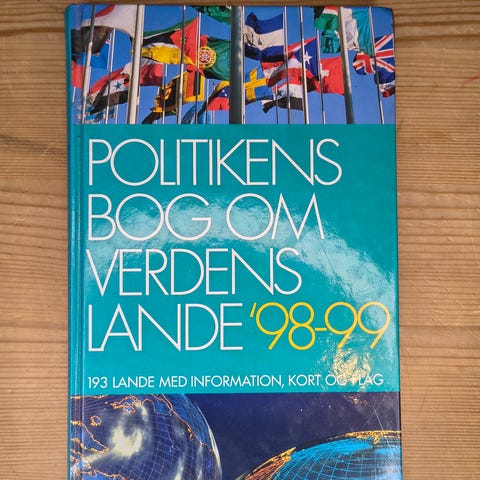 POLITIKENS
BOG OM
VERDENS
LANDE '98-99
193 LANDE MED INFORMATION, KORT OG FLAG